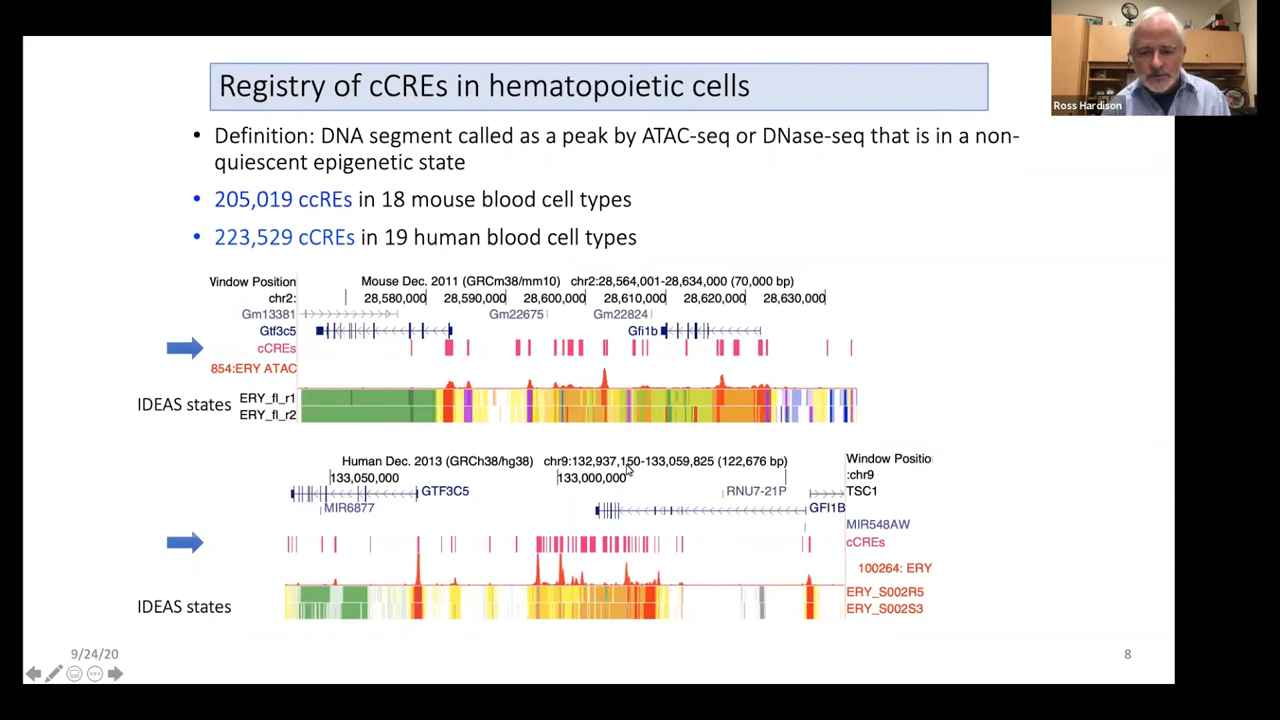 Ross Hardison
Registry of cCREs in hematopoietic cells
• Definition: DNA segment called as a peak by ATAC-seq or DNase-seq that is in a non-
quiescent epigenetic state
• 205,019 ccREs in 18 mouse blood cell types
• 223,529 cCREs in 19 human blood cell types
Window Position Mouse Dec. 2011 (GRCm38/mm10) chr2:28,564,001-28,634,000 (70,000 bp)
chr2: 28,580,000 28,590,000 28,600,000 28,610,000 28,620,000 28,630,000
Gm13381 Gm22675 Gm22824
Gtf3c5 Gfi1b
cCREs
854:ERY ATAC
IDEAS states
ERY_fl_r1
ERY_fl_r2
Human Dec. 2013 (GRCh38/hg38) chr9:132,937,150-133,059,825 (122,676 bp) Window Positio
133,050,000 133,000,000 :chr9
GTF3C5 RNU7-21P TSC1
MIR6877 GFI1B
MIR548AW
cCREs
100264: ERY
IDEAS states
ERY_S002R5
ERY_S002S3
9/24/20 8